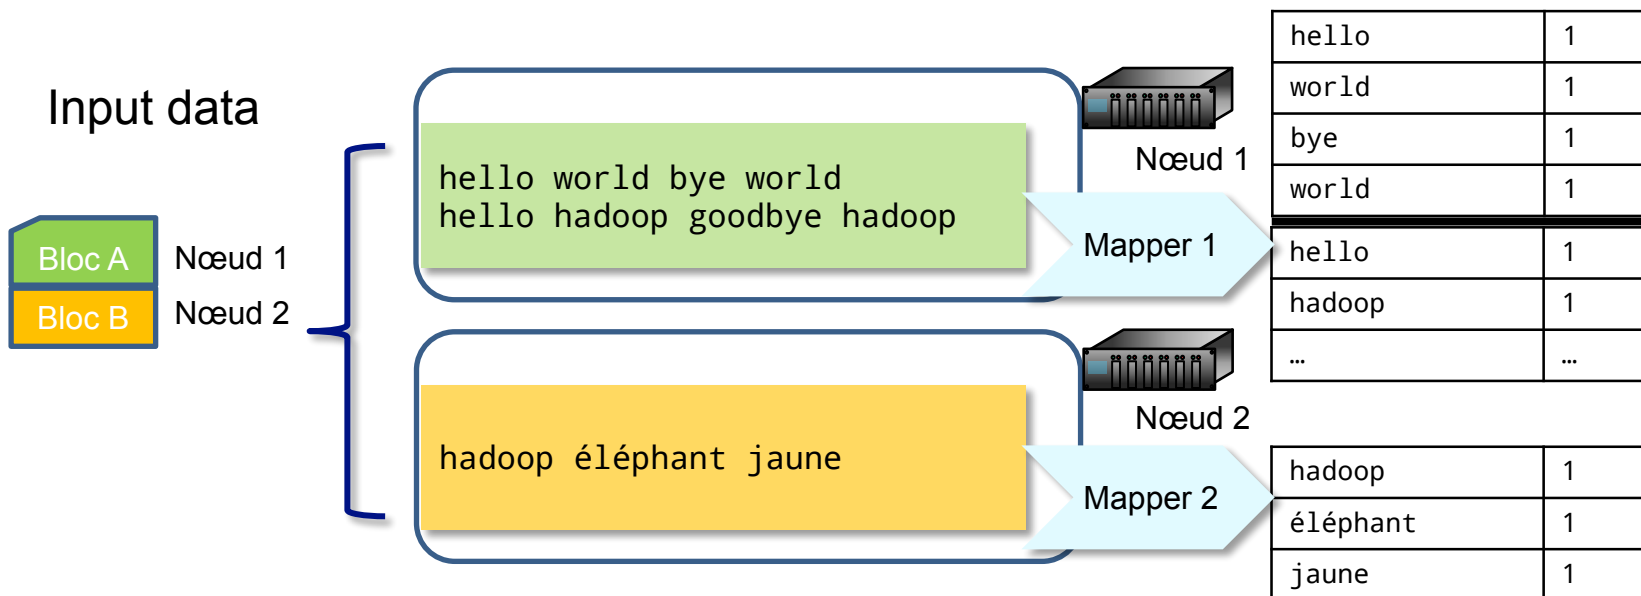 Input data
Bloc A Nœud 1
Bloc B Nœud 2
hello world bye world
hello hadoop goodbye hadoop
Nœud 1
Mapper 1
hello 1
world 1
bye 1
world 1
hello 1
hadoop 1
… …
hadoop éléphant jaune
Nœud 2
Mapper 2
hadoop 1
éléphant 1
jaune 1